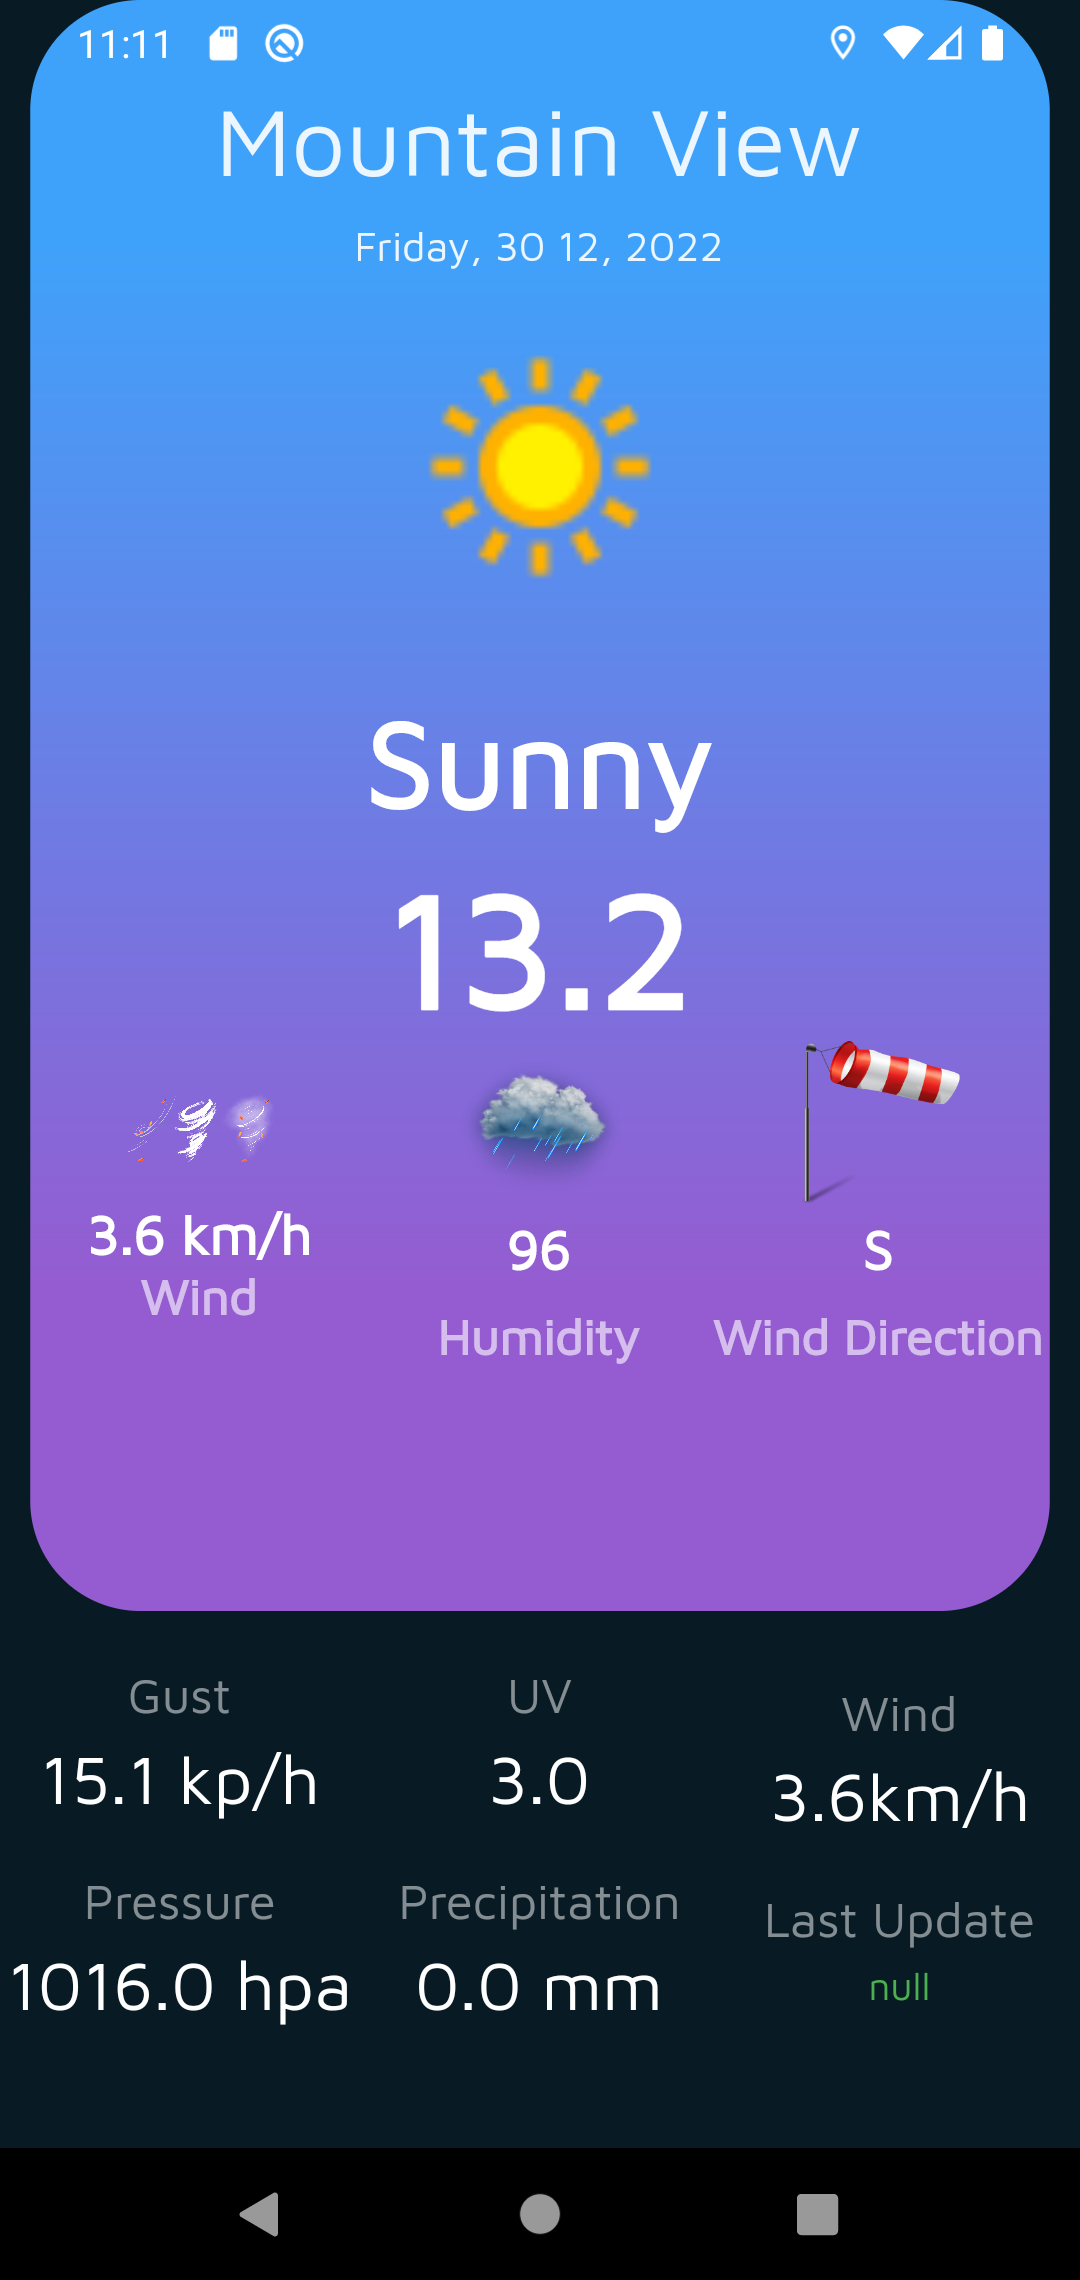 11:11
Mountain View
Friday, 30 12, 2022
Sunny
13.2
3.6 km/h
Wind
96
Humidity
S
Wind Direction
Gust
15.1 kp/h
UV
3.0
Wind
3.6km/h
Pressure
1016.0 hpa
Precipitation
0.0 mm
Last Update
null